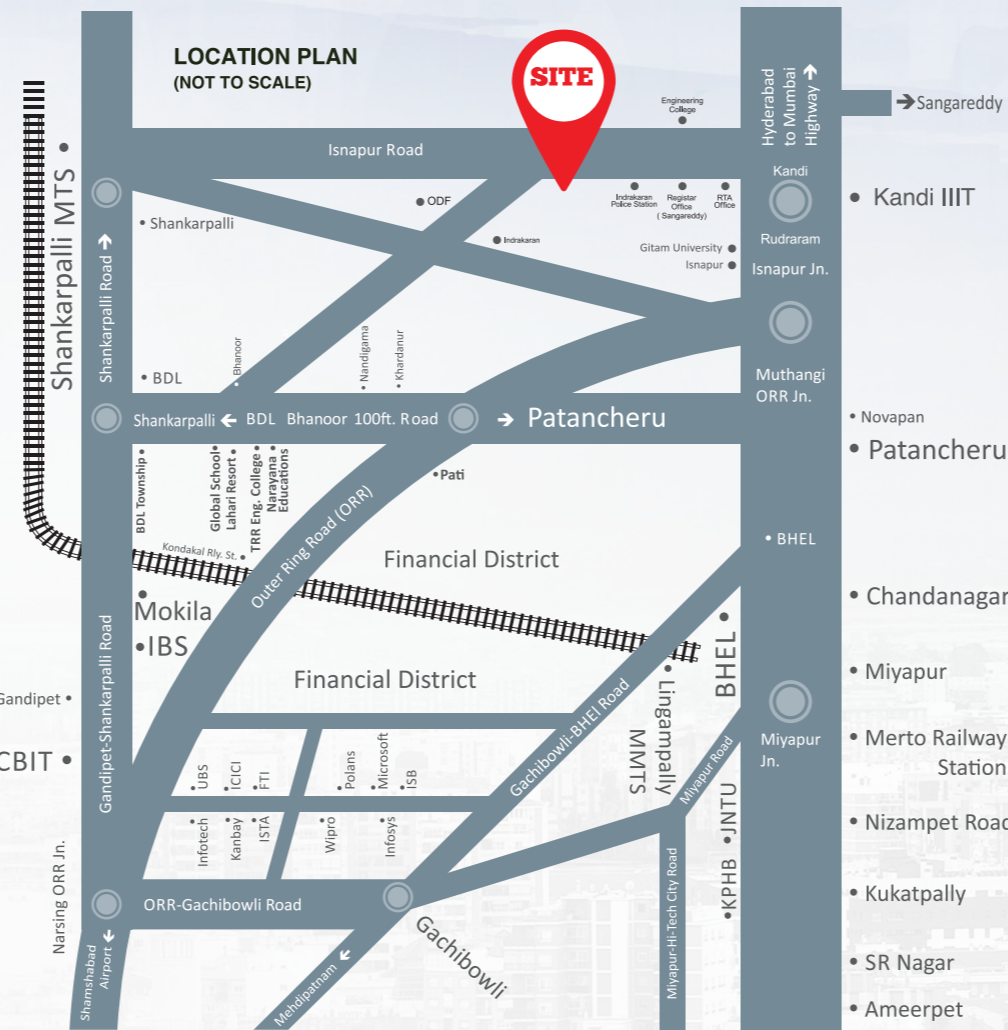 LOCATION PLAN
(NOT TO SCALE)
SITE
Engineering
College
Hyderabad
to Mumbai
Highway →
→ Sangareddy
Isnapur Road
Kandi
Shankarpalli MTS •
• ODF
Indrakaran
Police Station
Registar
Office
( Sangareddy)
RTA
Office
• Kandi IIIT
• Shankarpalli
• Indrakaran
Rudraram
Gitam University •
Isnapur •
Isnapur Jn.
Shankarpalli Road →
• Bhanoor
• Nandigama
• Khardanur
• BDL
Muthangi
ORR Jn.
Shankarpalli ← BDL Bhanoor 100ft. Road
→ Patancheru
• Novapan
• Patancheru
BDL Township •
Global School •
Lahari Resort •
TRR Eng. College •
Narayana •
Educations
• Pati
Outer Ring Road (ORR)
Kondakal Rly. St. •
Financial District
• BHEL
• Chandanagar
Mokila
• IBS
Gandipet-Shankarpalli Road
Financial District
BHEL •
• Miyapur
Gandipet •
Gachibowli-BHEl Road
Lingampally •
MMTS
Miyapur Road
Miyapur
Jn.
• Merto Railway
Station
CBIT •
• UBS
• ICICI
• FTI
• Polans
• Microsoft
• ISB
Infotech •
Kanbay •
ISTA •
Wipro •
Infosys •
• JNTU
• Nizampet Road
• KPHB
• Kukatpally
Narsing ORR Jn.
ORR-Gachibowli Road
Gachibowli
Miyapur-Hi-Tech City Road
Shamshabad
Airport ←
Mehdipatnam ←
• SR Nagar
• Ameerpet